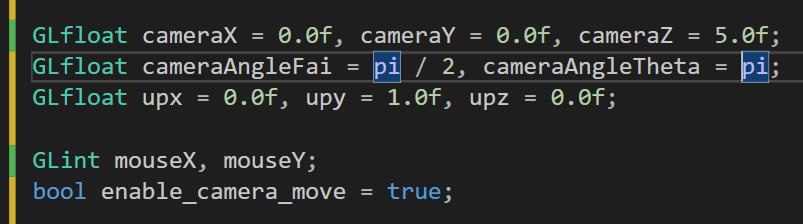 GLfloat cameraX = 0.0f, cameraY = 0.0f, cameraZ = 5.0f;
GLfloat cameraAngleFai = pi / 2, cameraAngleTheta = pi;
GLfloat upx = 0.0f, upy = 1.0f, upz = 0.0f;
GLint mouseX, mouseY;
bool enable_camera_move = true;